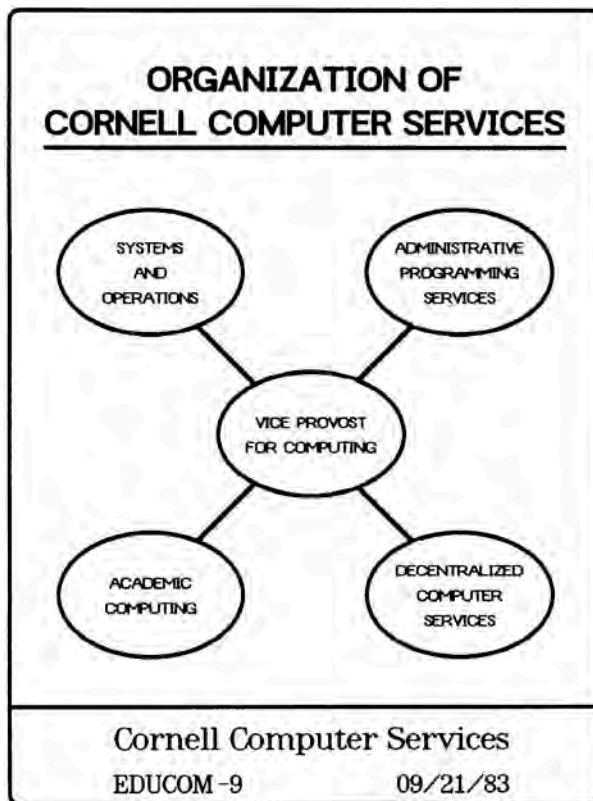 ORGANIZATION OF
CORNELL COMPUTER SERVICES
SYSTEMS
AND
OPERATIONS
ADMINISTRATIVE
PROGRAMMING
SERVICES
VICE PROVOST
FOR COMPUTING
ACADEMIC
COMPUTING
DECENTRALIZED
COMPUTER
SERVICES
Cornell Computer Services
EDUCOM-9 09/21/83